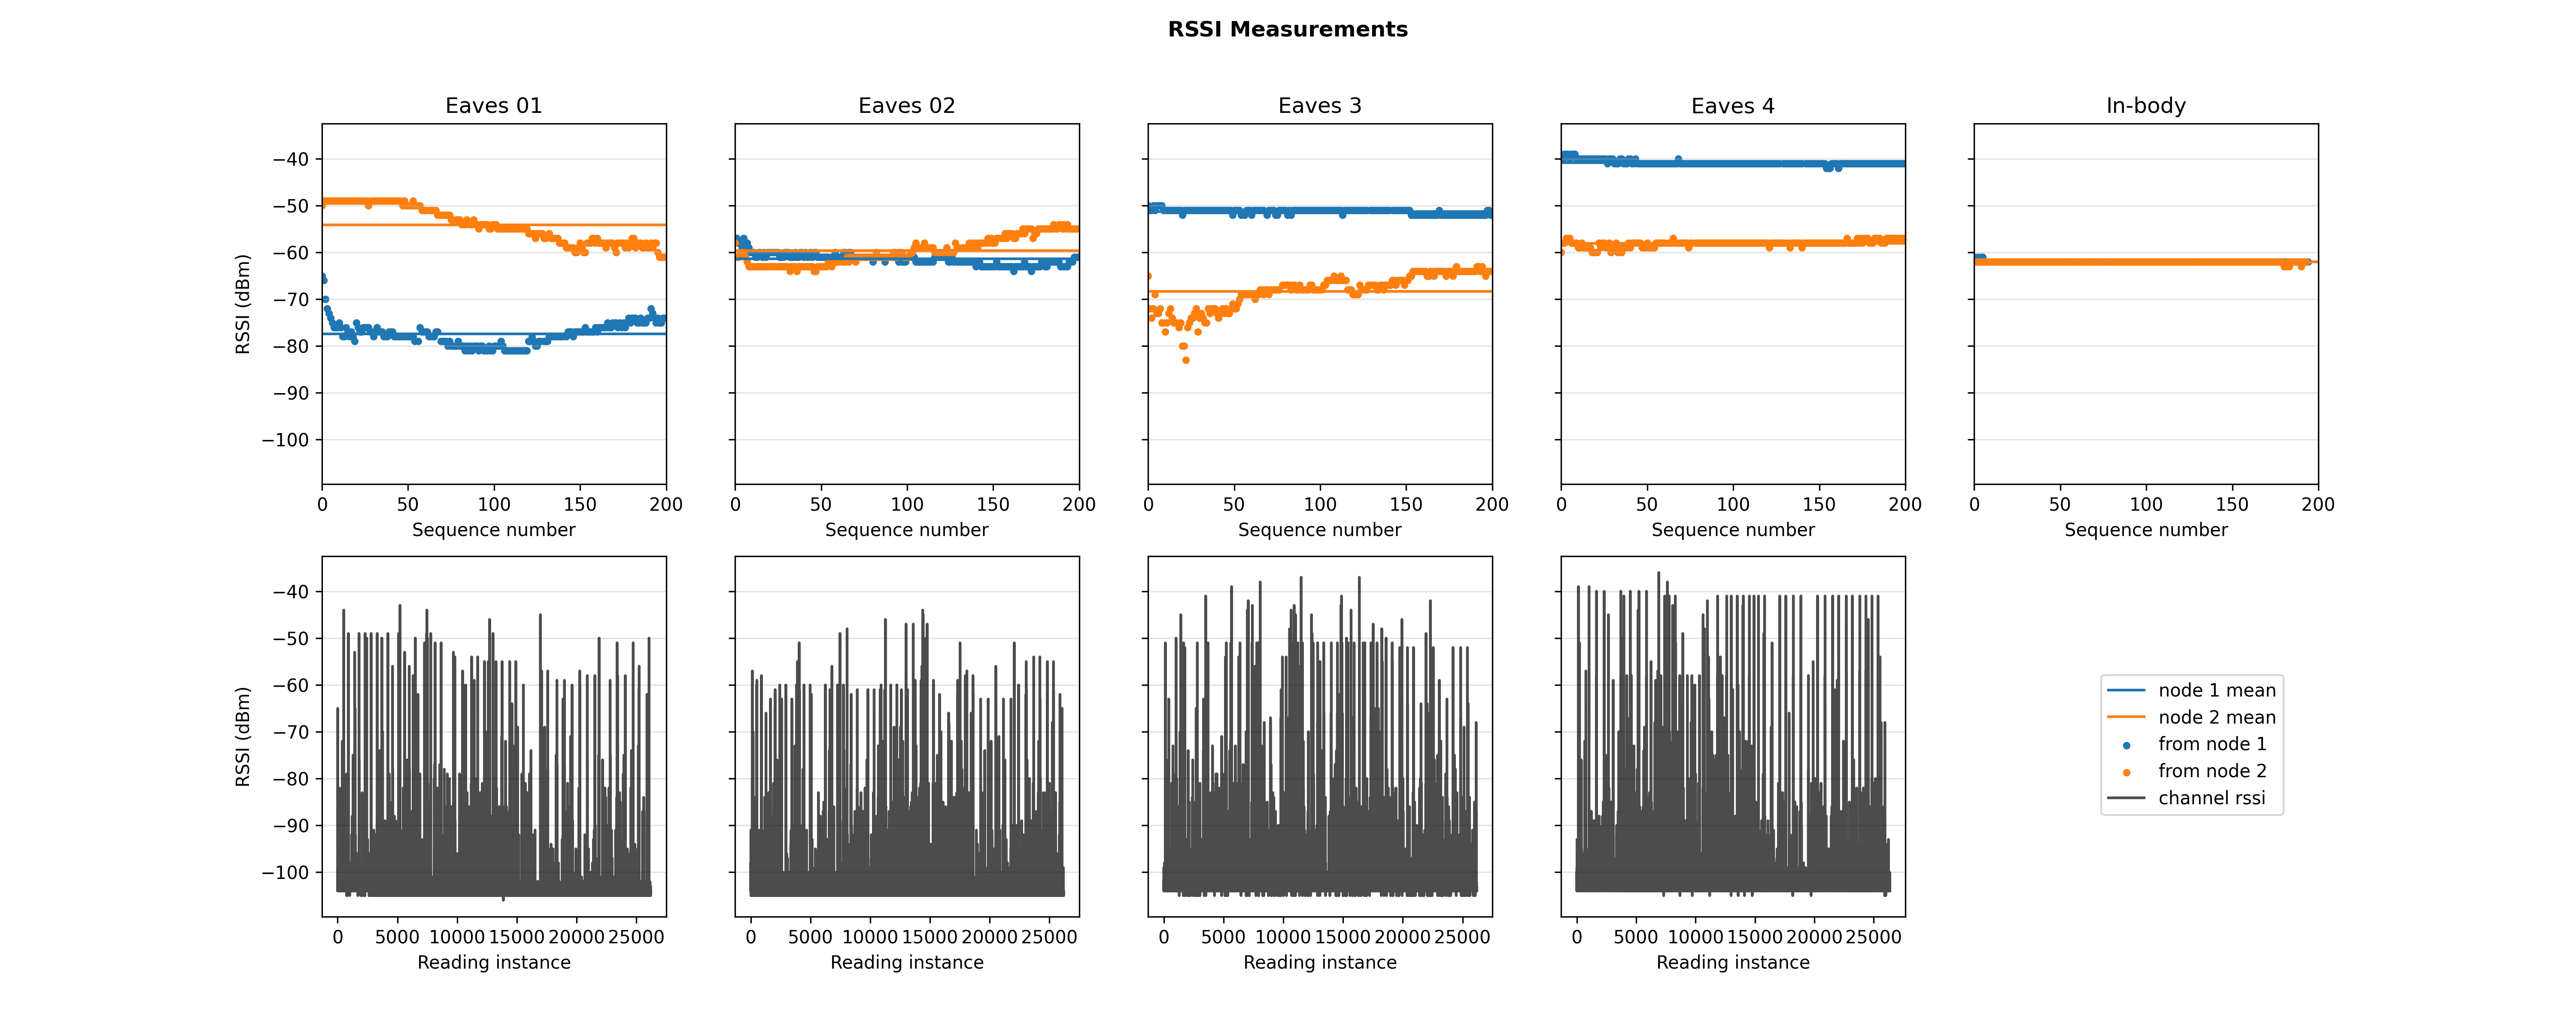 RSSI Measurements
Eaves 01
Eaves 02
Eaves 3
Eaves 4
In-body
RSSI (dBm)
−40
−50
−60
−70
−80
−90
−100
0 50 100 150 200
0 50 100 150 200
0 50 100 150 200
0 50 100 150 200
0 50 100 150 200
Sequence number
Sequence number
Sequence number
Sequence number
Sequence number
RSSI (dBm)
−40
−50
−60
−70
−80
−90
−100
0 5000 10000 15000 20000 25000
0 5000 10000 15000 20000 25000
0 5000 10000 15000 20000 25000
0 5000 10000 15000 20000 25000
Reading instance
Reading instance
Reading instance
Reading instance
node 1 mean
node 2 mean
from node 1
from node 2
channel rssi